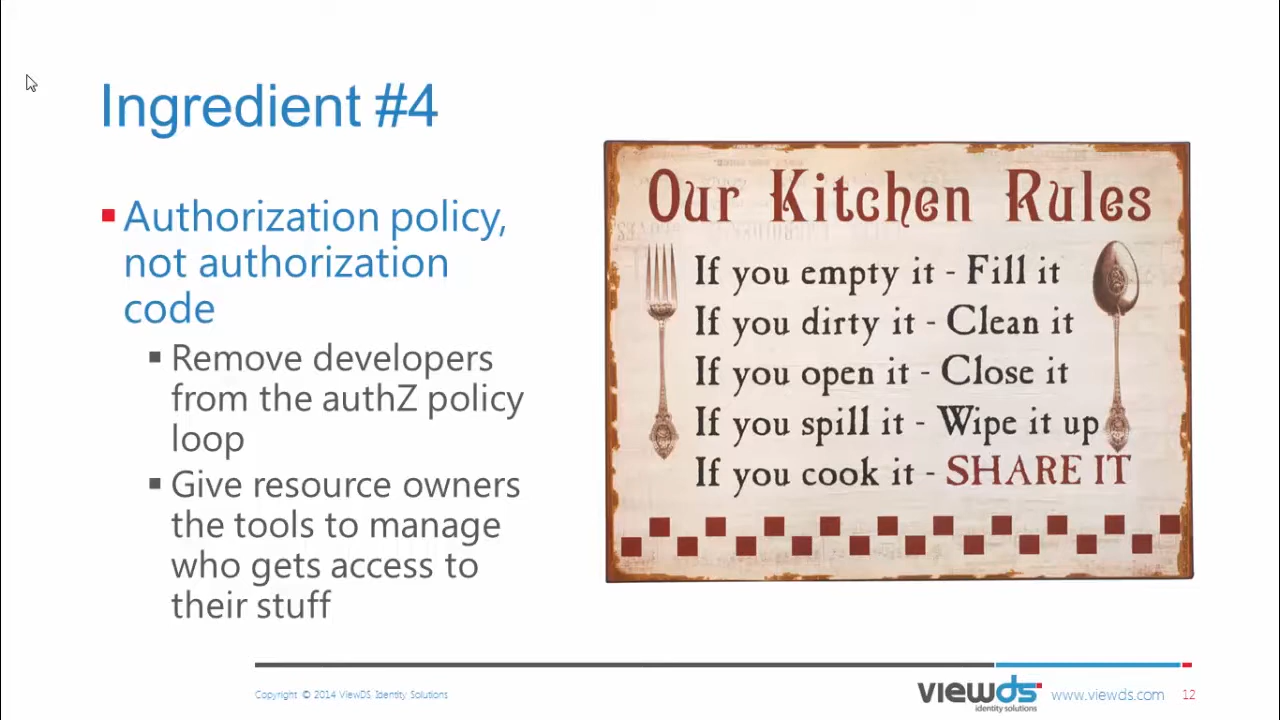 Ingredient #4
Authorization policy,
not authorization
code
Remove developers
from the authZ policy
loop
Give resource owners
the tools to manage
who gets access to
their stuff
Our Kitchen Rules
If you empty it - Fill it
If you dirty it - Clean it
If you open it - Close it
If you spill it - Wipe it up
If you cook it - SHARE IT
Copyright © 2014 ViewDS Identity Solutions
viewds
identity solutions
www.viewds.com
12